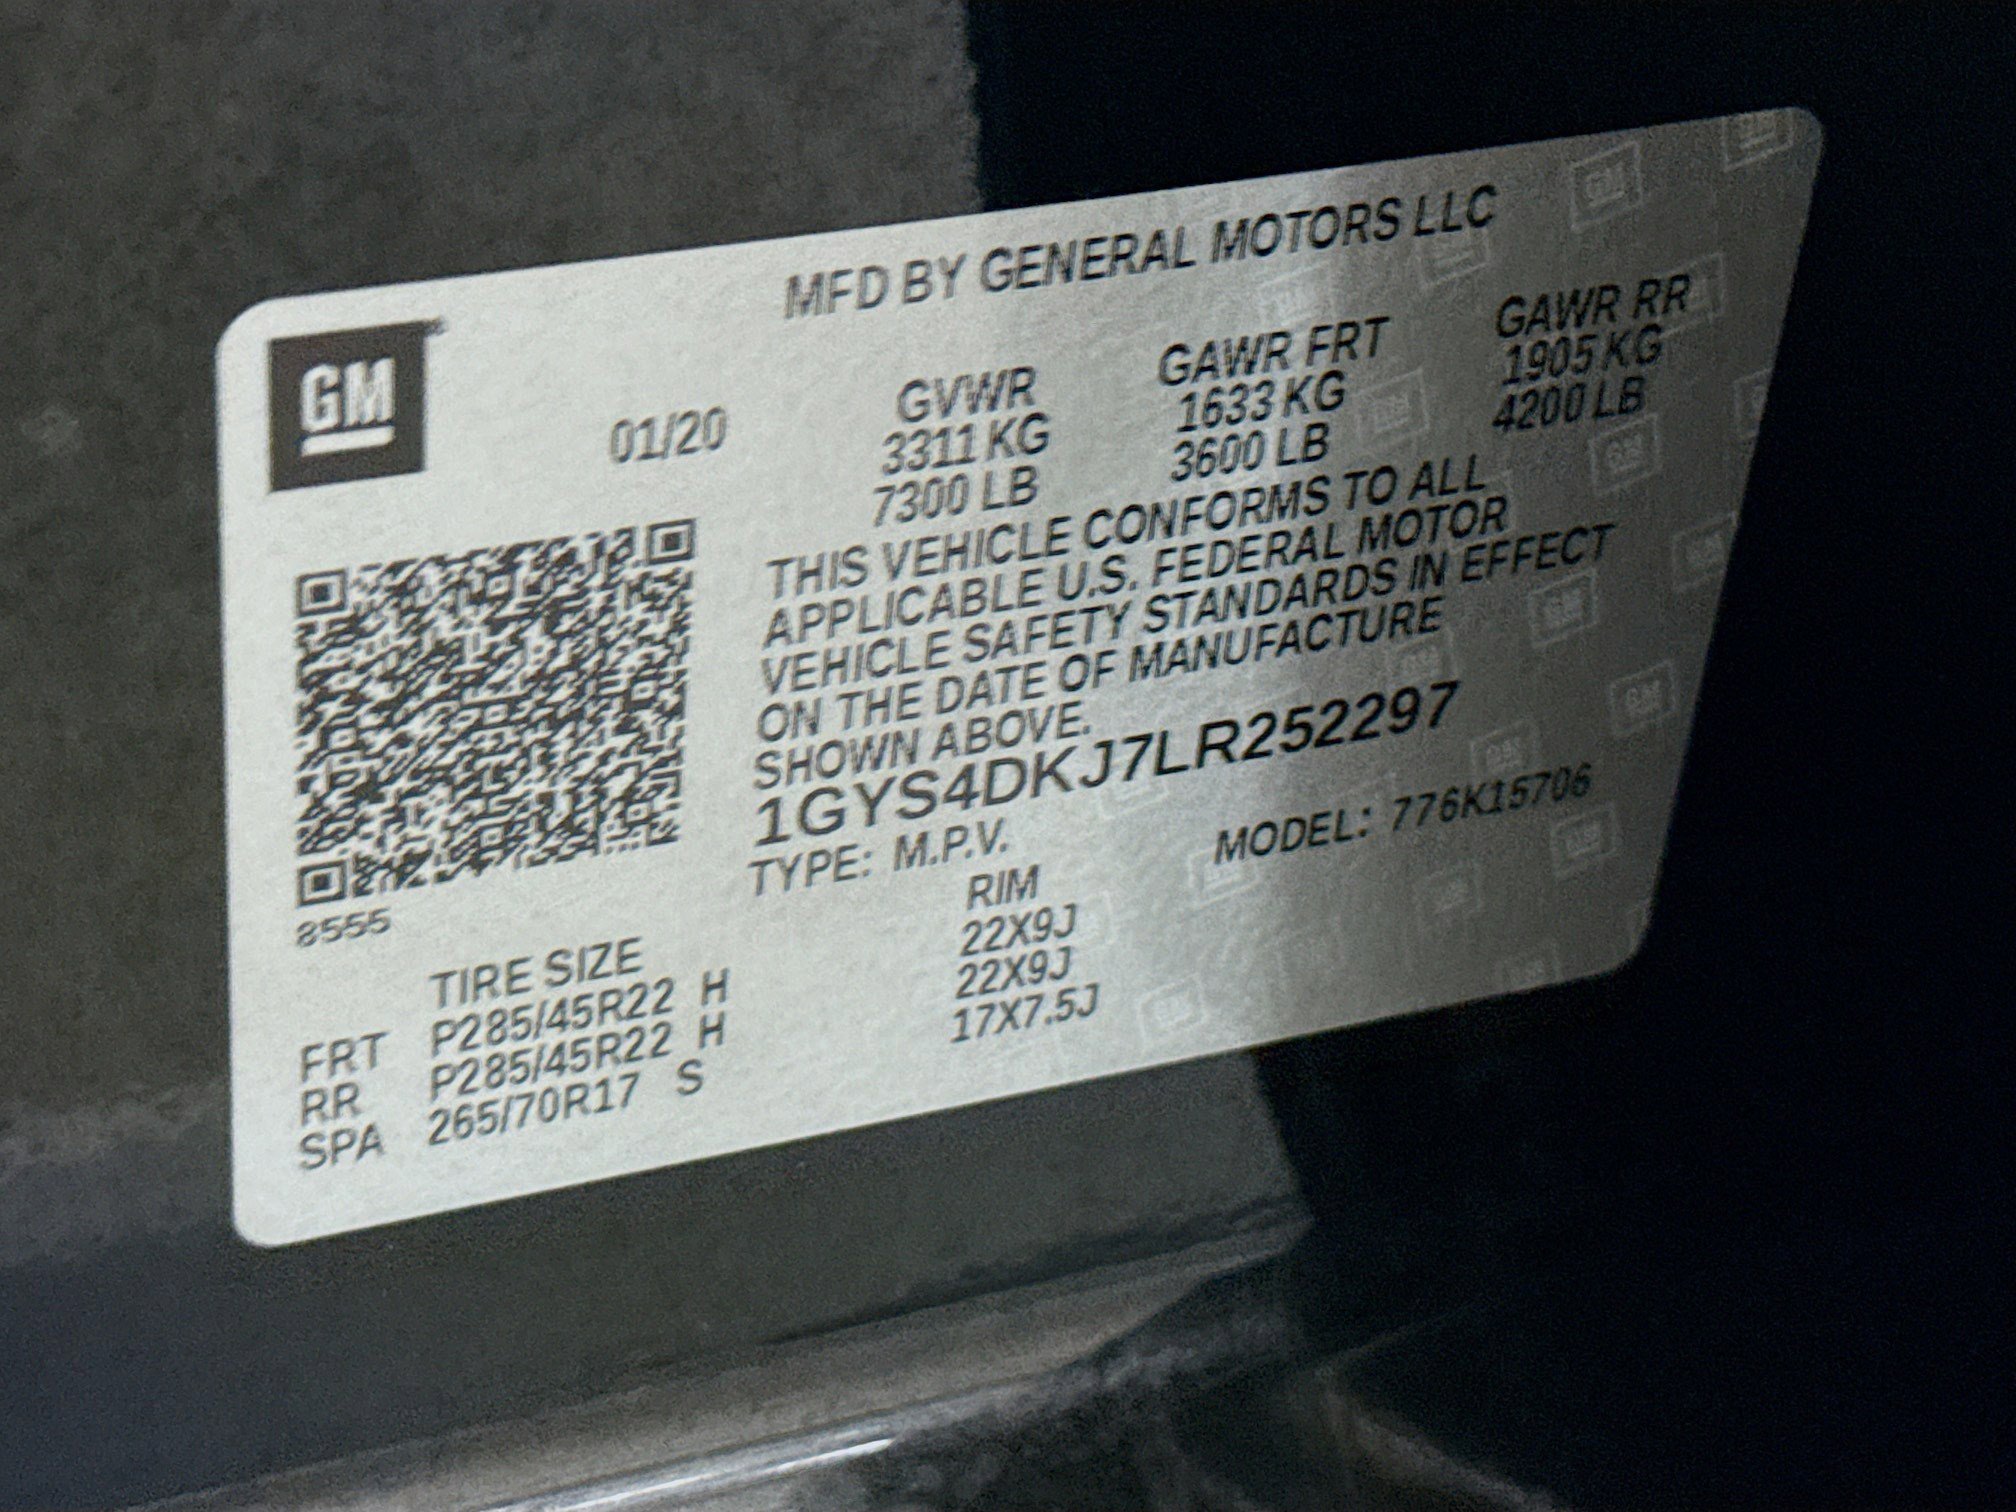 MFD BY GENERAL MOTORS LLC
GM
01/20
GVWR GAWR FRT GAWR RR
3311 KG 1633 KG 1905 KG
7300 LB 3600 LB 4200 LB
THIS VEHICLE CONFORMS TO ALL
APPLICABLE U.S. FEDERAL MOTOR
VEHICLE SAFETY STANDARDS IN EFFECT
ON THE DATE OF MANUFACTURE
SHOWN ABOVE.
1GYS4DKJ7LR252297
TYPE: M.P.V. MODEL: 776K15706
8555
TIRE SIZE RIM
FRT P285/45R22 H 22X9J
RR P285/45R22 H 22X9J
SPA 265/70R17 S 17X7.5J